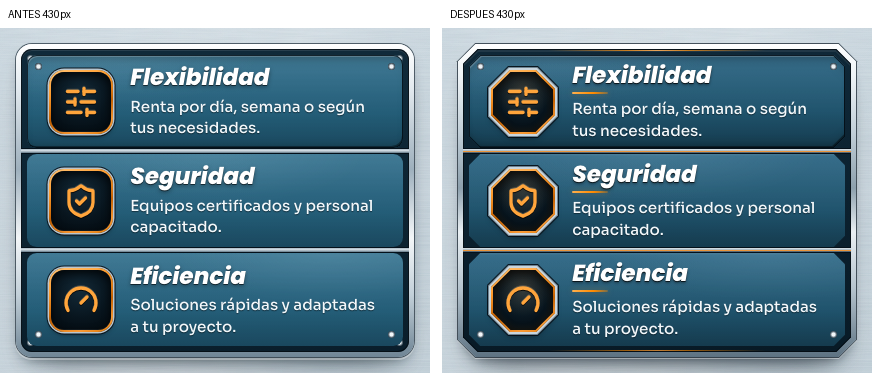 ANTES 430px
Flexibilidad
Renta por día, semana o según
tus necesidades.
Seguridad
Equipos certificados y personal
capacitado.
Eficiencia
Soluciones rápidas y adaptadas
a tu proyecto.
DESPUES 430px
Flexibilidad
Renta por día, semana o según
tus necesidades.
Seguridad
Equipos certificados y personal
capacitado.
Eficiencia
Soluciones rápidas y adaptadas
a tu proyecto.